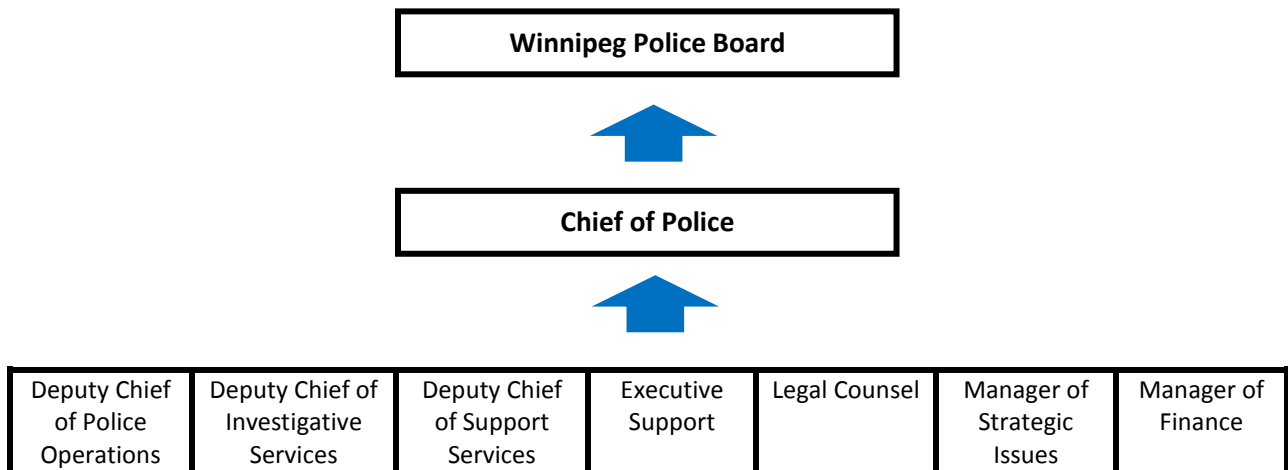 Winnipeg Police Board
Chief of Police
Deputy Chief
of Police
Operations
Deputy Chief of
Investigative
Services
Deputy Chief
of Support
Services
Executive
Support
Legal Counsel
Manager of
Strategic
Issues
Manager of
Finance